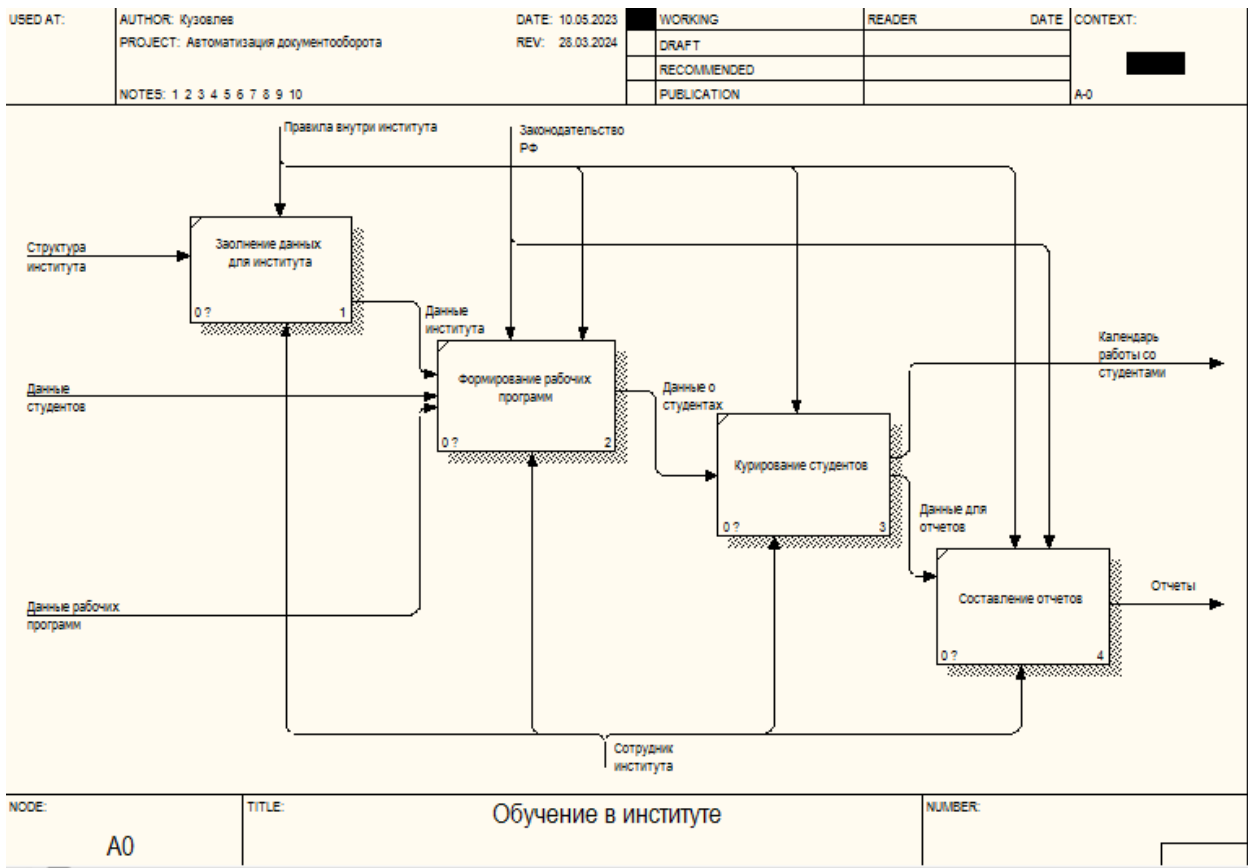 USED AT:
AUTHOR: Кузовлев
DATE: 10.05.2023
WORKING
READER
DATE
CONTEXT:
PROJECT: Автоматизация документооборота
REV: 28.03.2024
DRAFT
RECOMMENDED
NOTES: 1 2 3 4 5 6 7 8 9 10
PUBLICATION
A-0
Правила внутри института
Законодательство
РФ
Структура
института
Заолнение данных
для института
0 ?
1
Данные
института
Данные
студентов
Формирование рабочих
программ
0 ?
2
Данные о
студентах
Календарь
работы со
студентами
Курирование студентов
0 ?
3
Данные для
отчетов
Данные рабочих
программ
Составление отчетов
0 ?
4
Отчеты
Сотрудник
института
NODE:
TITLE:
Обучение в институте
NUMBER:
A0